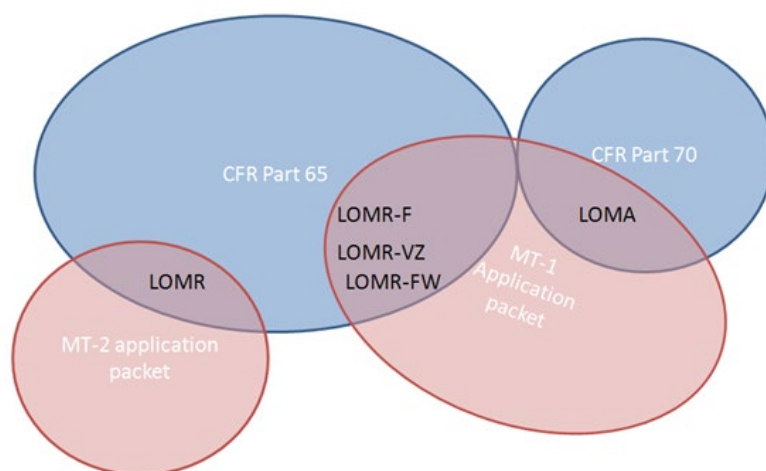 CFR Part 65
CFR Part 70
LOMR-F
LOMA
LOMR-VZ
LOMR-FW
MT-1
Application
packet
LOMR
MT-2 application
packet